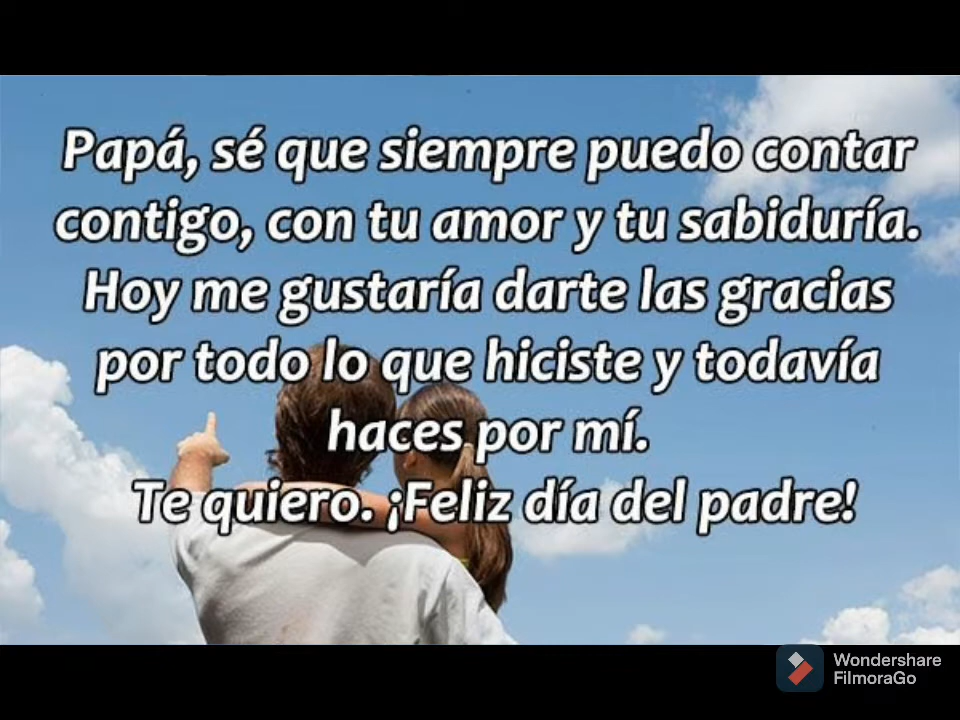 Papá, sé que siempre puedo contar
contigo, con tu amor y tu sabiduría.
Hoy me gustaría darte las gracias
por todo lo que hiciste y todavía
haces por mí.
Te quiero. ¡Feliz día del padre!
Wondershare
FilmoraGo